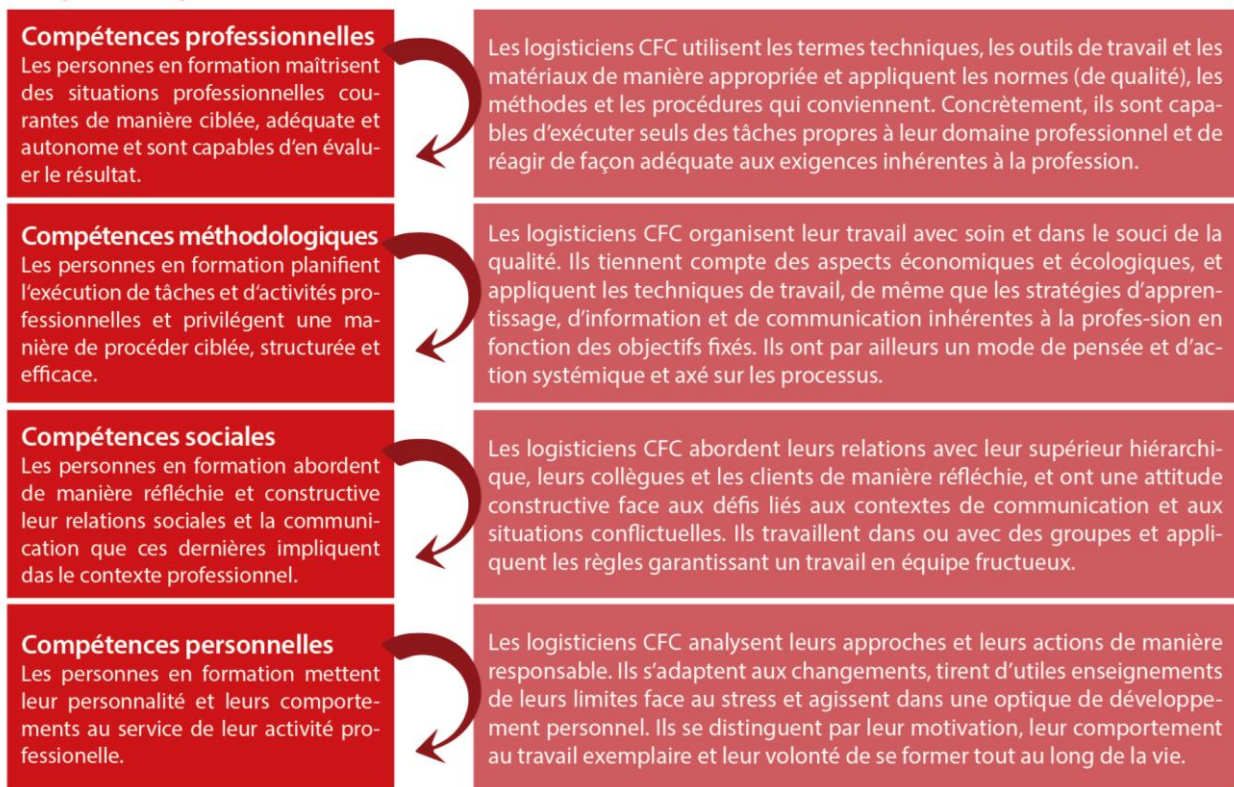 Compétences professionnelles
Les personnes en formation maîtrisent
des situations professionnelles cou-
rantes de manière ciblée, adéquate et
autonome et sont capables d'en évalu-
er le résultat.
Les logisticiens CFC utilisent les termes techniques, les outils de travail et les
matériaux de manière appropriée et appliquent les normes (de qualité), les
méthodes et les procédures qui conviennent. Concrètement, ils sont capa-
bles d'exécuter seuls des tâches propres à leur domaine professionnel et de
réagir de façon adéquate aux exigences inhérentes à la profession.
Compétences méthodologiques
Les personnes en formation planifient
l'exécution de tâches et d'activités pro-
fessionnelles et privilégent une ma-
nière de procéder ciblée, structurée et
efficace.
Les logisticiens CFC organisent leur travail avec soin et dans le souci de la
qualité. Ils tiennent compte des aspects économiques et écologiques, et
appliquent les techniques de travail, de même que les stratégies d'appren-
tissage, d'information et de communication inhérentes à la profes-sion en
fonction des objectifs fixés. Ils ont par ailleurs un mode de pensée et d'ac-
tion systémique et axé sur les processus.
Compétences sociales
Les personnes en formation abordent
de manière réfléchie et constructive
leur relations sociales et la communi-
cation que ces dernières impliquent
das le contexte professionnel.
Les logisticiens CFC abordent leurs relations avec leur supérieur hiérarchi-
que, leurs collègues et les clients de manière réfléchie, et ont une attitude
constructive face aux défis liés aux contextes de communication et aux
situations conflictuelles. Ils travaillent dans ou avec des groupes et appli-
quent les règles garantissant un travail en équipe fructueux.
Compétences personnelles
Les personnes en formation mettent
leur personnalité et leurs comporte-
ments au service de leur activité pro-
fessionelle.
Les logisticiens CFC analysent leurs approches et leurs actions de manière
responsable. Ils s'adaptent aux changements, tirent d'utiles enseignements
de leurs limites face au stress et agissent dans une optique de développe-
ment personnel. Ils se distinguent par leur motivation, leur comportement
au travail exemplaire et leur volonté de se former tout au long de la vie.